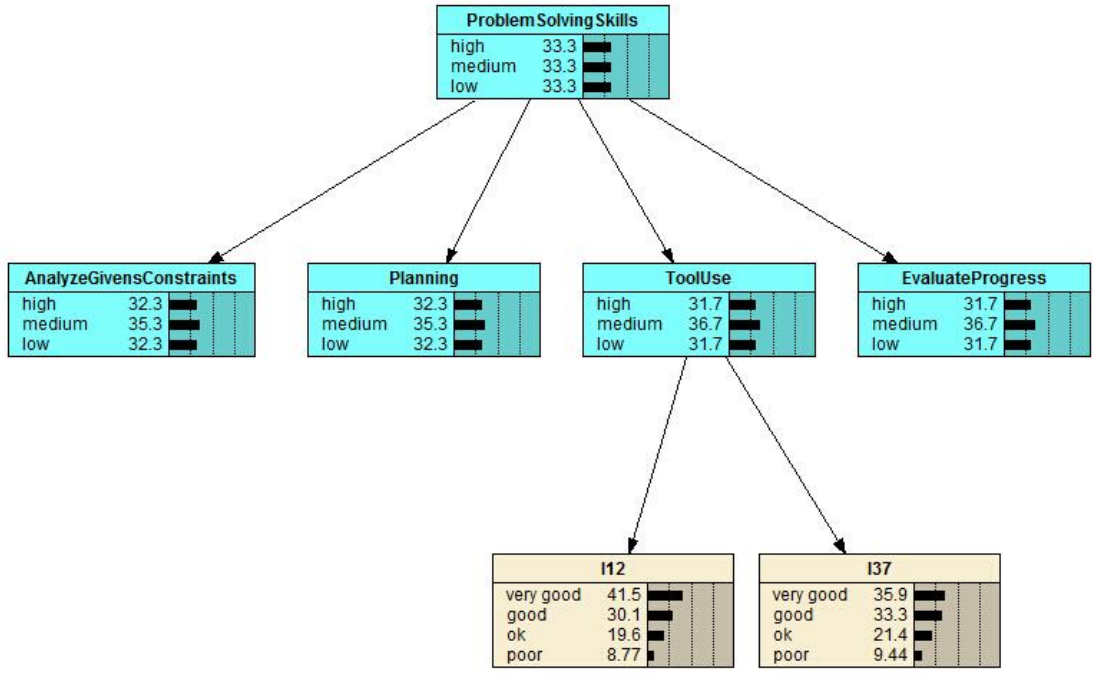 ProblemSolvingSkills
high 33.3
medium 33.3
low 33.3
AnalyzeGivensConstraints
high 32.3
medium 35.3
low 32.3
Planning
high 32.3
medium 35.3
low 32.3
ToolUse
high 31.7
medium 36.7
low 31.7
EvaluateProgress
high 31.7
medium 36.7
low 31.7
I12
very good 41.5
good 30.1
ok 19.6
poor 8.77
I37
very good 35.9
good 33.3
ok 21.4
poor 9.44